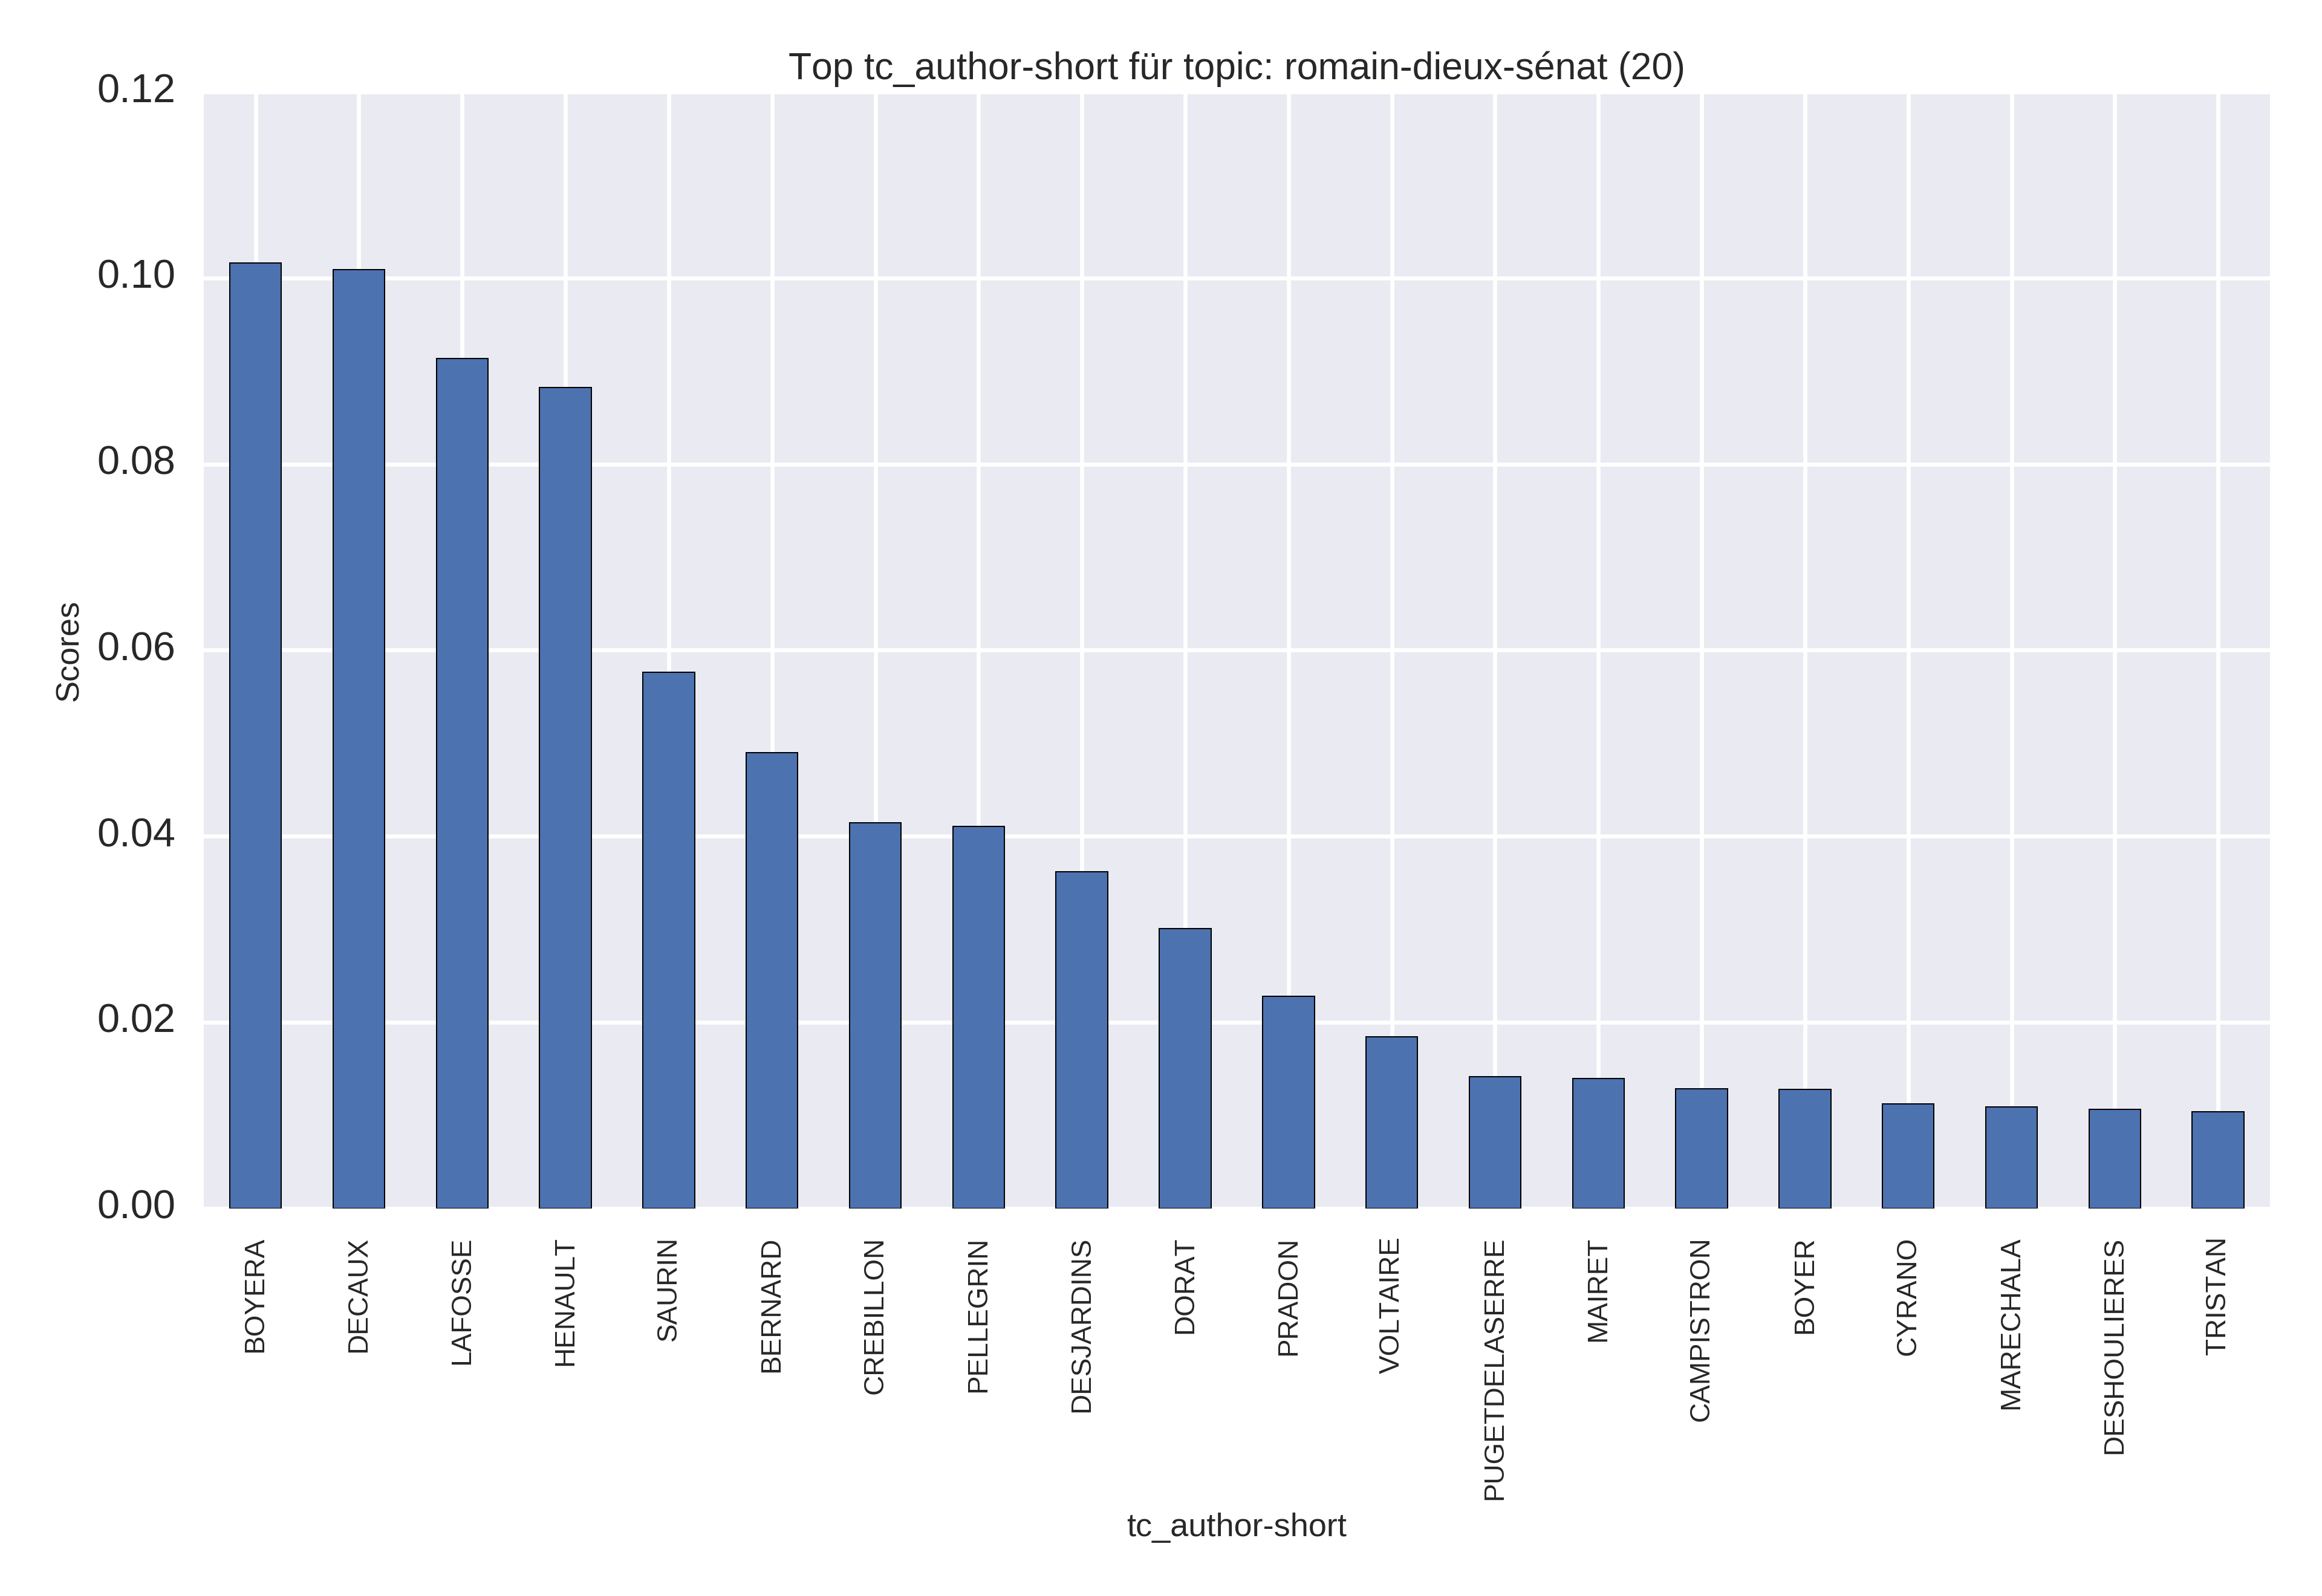 Top tc_author-short für topic: romain-dieux-sénat (20)
0.12
0.10
0.08
0.06
0.04
0.02
0.00
Scores
BOYERA
DECAUX
LAFOSSE
HENAULT
SAURIN
BERNARD
CREBILLON
PELLEGRIN
DESJARDINS
DORAT
PRADON
VOLTAIRE
PUGETDELASERRE
MAIRET
CAMPISTRON
BOYER
CYRANO
MARECHALA
DESHOULIERES
TRISTAN
tc_author-short